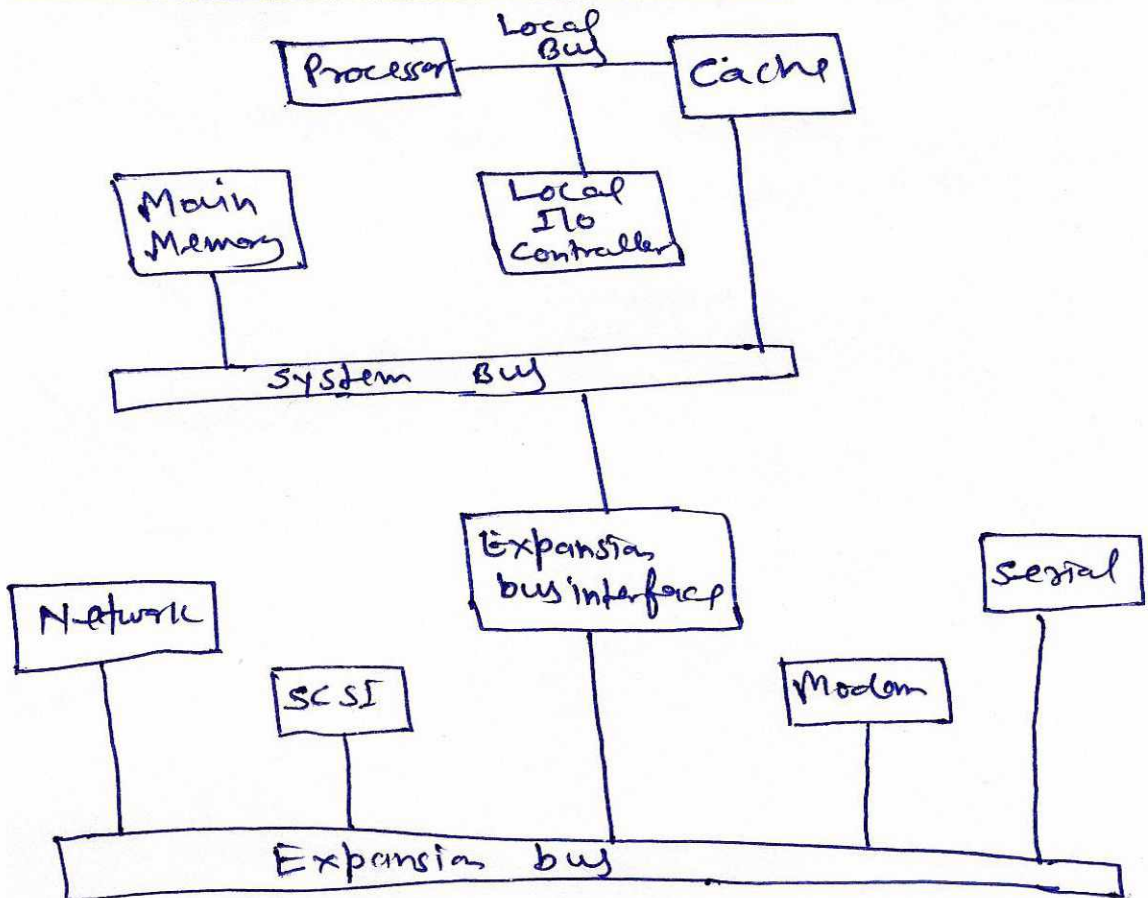 Local
Bus
Processor
Cache
Main
Memory
Local
I/O
Controller
System Bus
Expansion
bus interface
Serial
Network
SCSI
Modem
Expansion bus